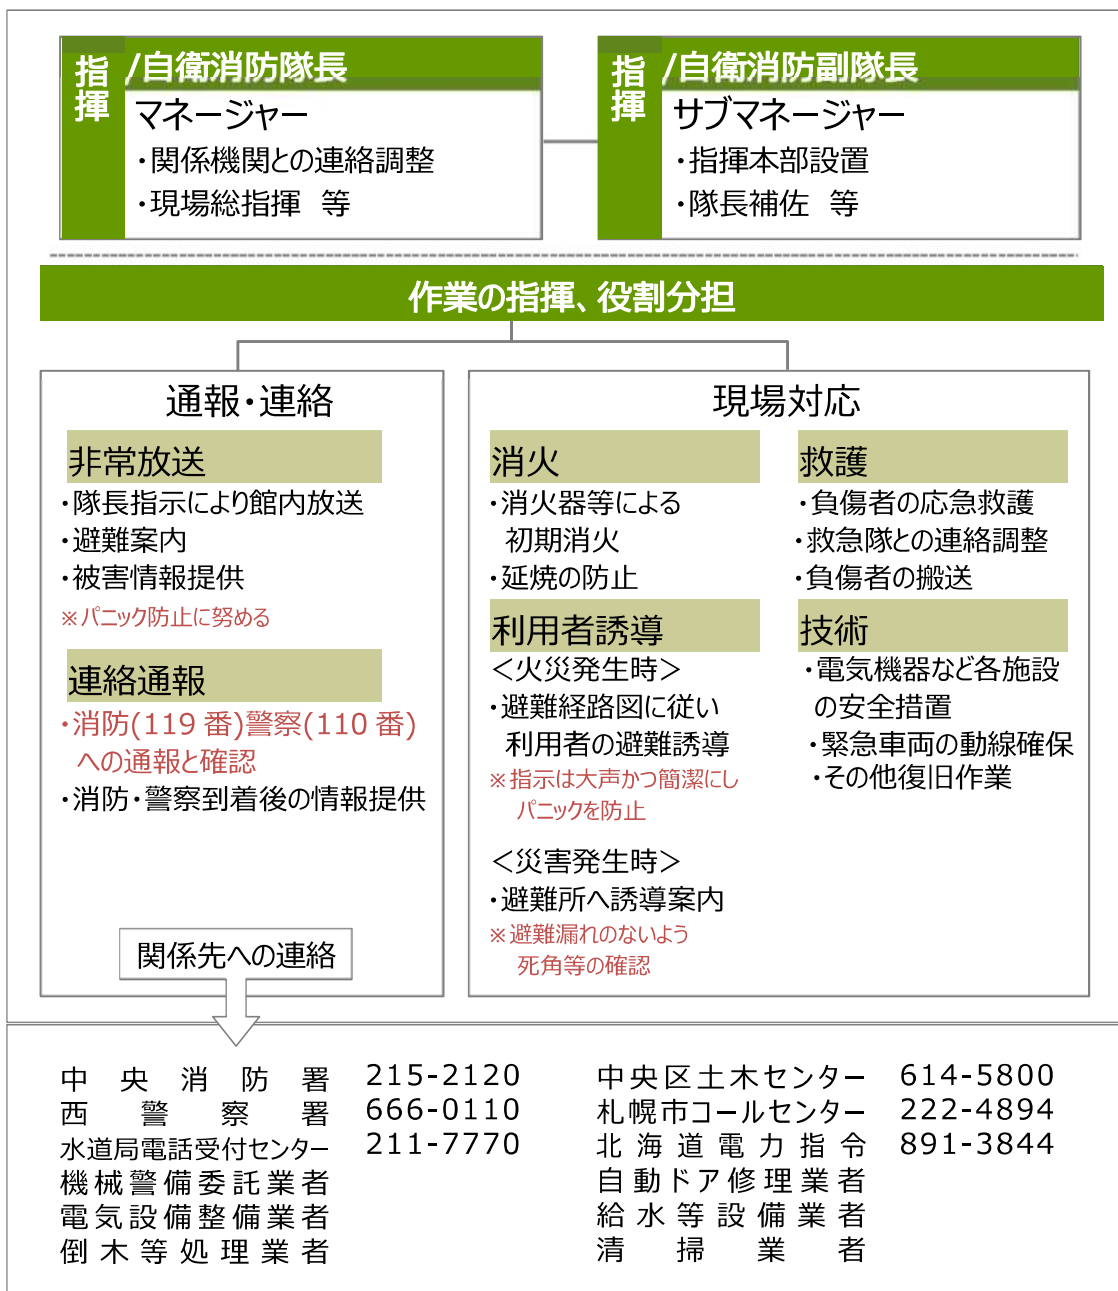 指揮
/自衛消防隊長
マネージャー
・関係機関との連絡調整
・現場総指揮 等
指揮
/自衛消防副隊長
サブマネージャー
・指揮本部設置
・隊長補佐 等
作業の指揮、役割分担
通報・連絡
非常放送
・隊長指示により館内放送
・避難案内
・被害情報提供
※パニック防止に努める
連絡通報
・消防(119 番)警察(110 番)
への通報と確認
・消防・警察到着後の情報提供
関係先への連絡
現場対応
消火
・消火器等による
初期消火
・延焼の防止
利用者誘導
＜火災発生時＞
・避難経路図に従い
利用者の避難誘導
※指示は大声かつ簡潔にし
パニックを防止
＜災害発生時＞
・避難所へ誘導案内
※避難漏れのないよう
死角等の確認
救護
・負傷者の応急救護
・救急隊との連絡調整
・負傷者の搬送
技術
・電気機器など各施設
の安全措置
・緊急車両の動線確保
・その他復旧作業
中央消防署 215-2120
西警察署 666-0110
水道局電話受付センター 211-7770
機械警備委託業者
電気設備整備業者
倒木等処理業者
中央区土木センター 614-5800
札幌市コールセンター 222-4894
北海道電力指令 891-3844
自動ドア修理業者
給水等設備業者
清掃業者